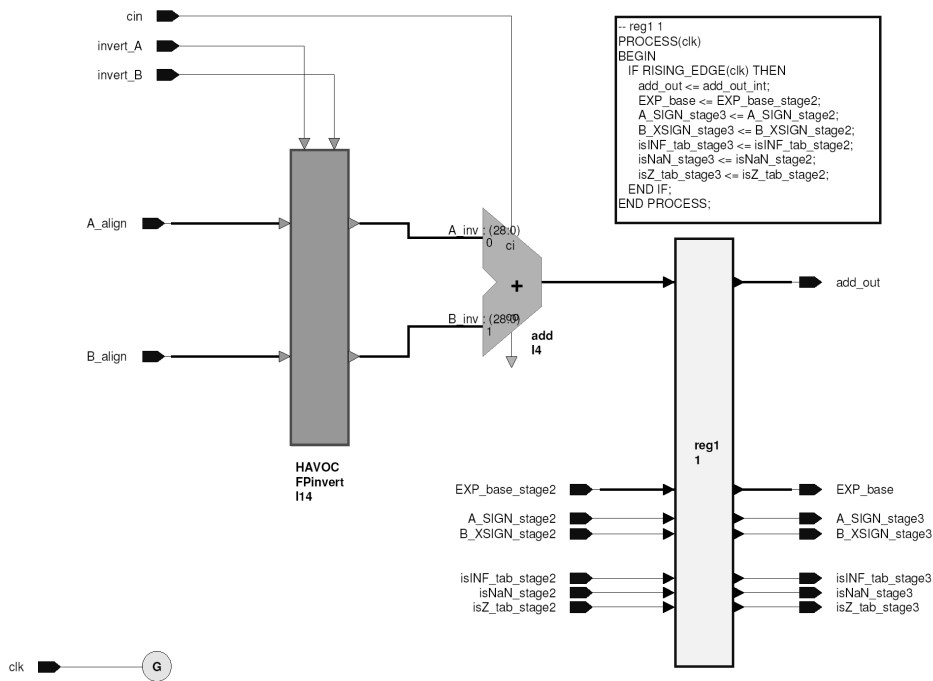 cin
invert_A
invert_B
-- reg1 1
PROCESS(clk)
BEGIN
IF RISING_EDGE(clk) THEN
add_out <= add_out_int;
EXP_base <= EXP_base_stage2;
A_SIGN_stage3 <= A_SIGN_stage2;
B_XSIGN_stage3 <= B_XSIGN_stage2;
isINF_tab_stage3 <= isINF_tab_stage2;
isNaN_stage3 <= isNaN_stage2;
isZ_tab_stage3 <= isZ_tab_stage2;
END IF;
END PROCESS;
A_align
A_inv : (28:0)
0
ci
+
add_out
B_align
B_inv : (28:0)
co
1
add
I4
HAVOC
FPinvert
I14
reg1
1
EXP_base_stage2
EXP_base
A_SIGN_stage2
A_SIGN_stage3
B_XSIGN_stage2
B_XSIGN_stage3
isINF_tab_stage2
isINF_tab_stage3
isNaN_stage2
isNaN_stage3
isZ_tab_stage2
isZ_tab_stage3
clk
G